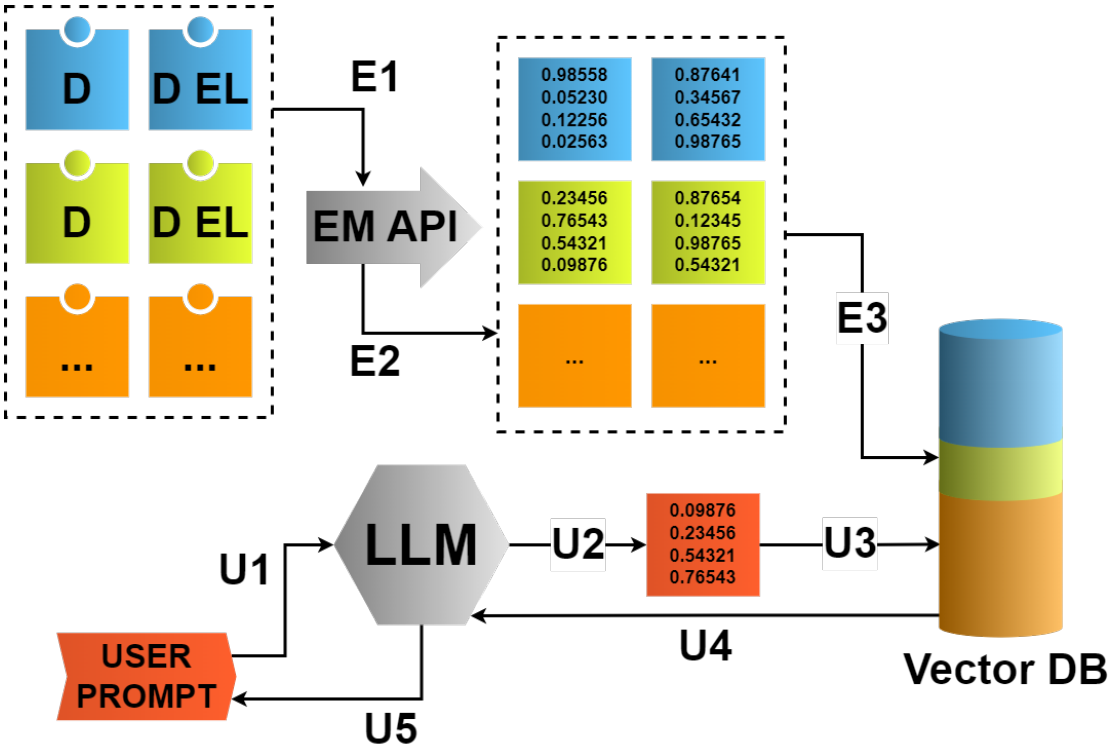 D
D EL
D
D EL
...
...
E1
EM API
E2
0.98558
0.05230
0.12256
0.02563
0.87641
0.34567
0.65432
0.98765
0.23456
0.76543
0.54321
0.09876
0.87654
0.12345
0.98765
0.54321
...
...
E3
Vector DB
USER
PROMPT
U1
LLM
U2
0.09876
0.23456
0.54321
0.76543
U3
U4
U5